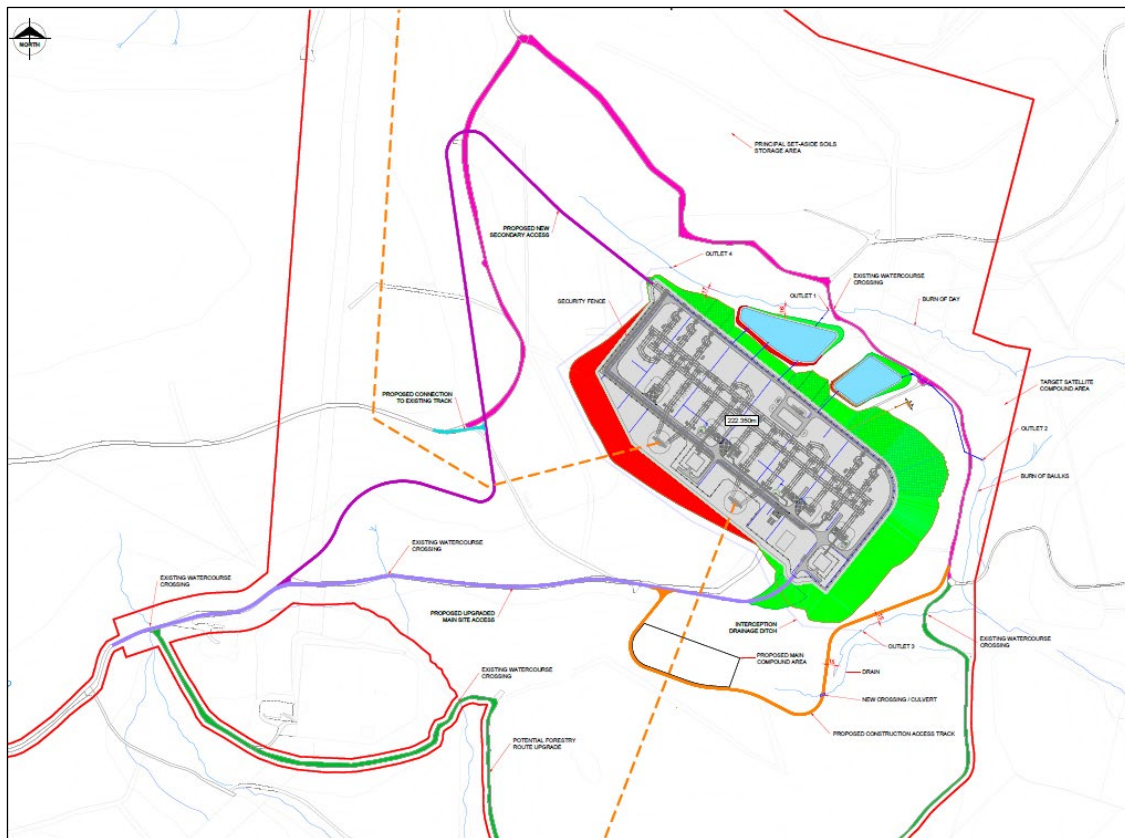 NORTH
PRINCIPAL SET-ASIDE SOILS
STORAGE AREA
PROPOSED NEW
SECONDARY ACCESS
OUTLET 4
EXISTING WATERCOURSE
CROSSING
OUTLET 1
BURN OF DAY
SECURITY FENCE
TARGET SATELLITE
COMPOUND AREA
PROPOSED CONNECTION
TO EXISTING TRACK
222.350m
OUTLET 2
BURN OF BAULKS
EXISTING WATERCOURSE
CROSSING
EXISTING WATERCOURSE
CROSSING
PROPOSED UPGRADED
MAIN SITE ACCESS
INTERCEPTION
DRAINAGE DITCH
OUTLET 3
EXISTING WATERCOURSE
CROSSING
PROPOSED MAIN
COMPOUND AREA
EXISTING WATERCOURSE
CROSSING
DRAIN
NEW CROSSING / CULVERT
PROPOSED CONSTRUCTION ACCESS TRACK
POTENTIAL FORESTRY
ROUTE UPGRADE